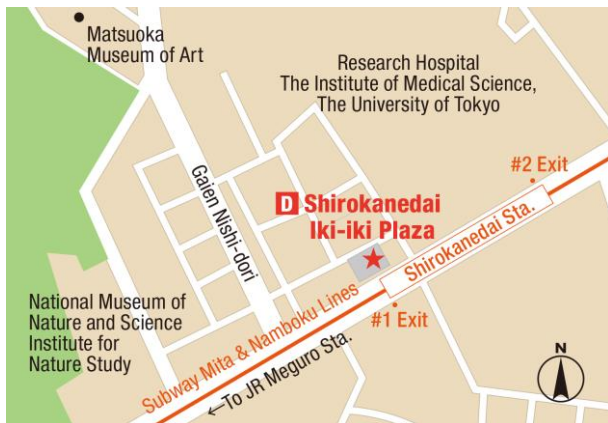 Matsuoka
Museum of Art
Research Hospital
The Institute of Medical Science,
The University of Tokyo
#2 Exit
Gaien Nishi-dori
D Shirokanedai
Iki-iki Plaza
Shirokanedai Sta.
National Museum of
Nature and Science
Institute for
Nature Study
Subway Mita & Namboku Lines
#1 Exit
←To JR Meguro Sta.
N